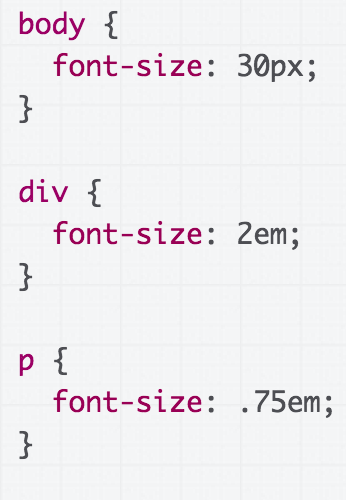 body {
  font-size: 30px;
}

div {
  font-size: 2em;
}

p {
  font-size: .75em;
}